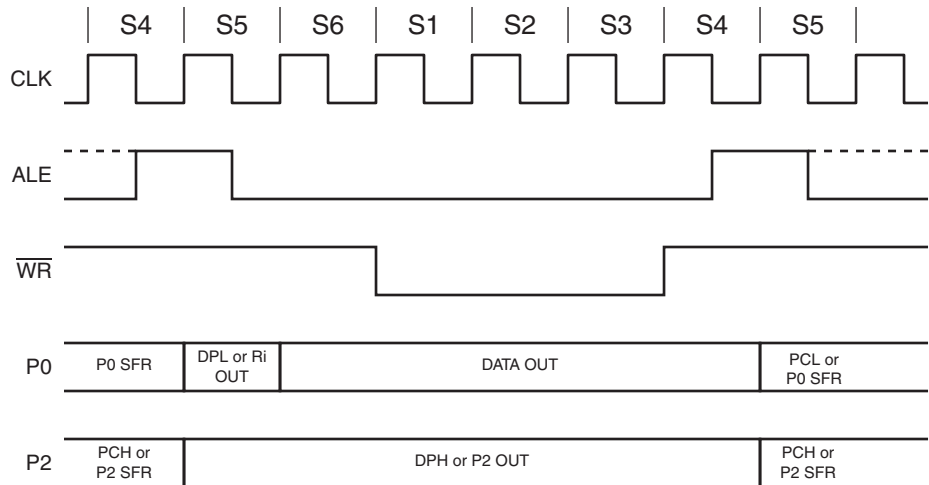 S4 S5 S6 S1 S2 S3 S4 S5
CLK
ALE
WR
P0 P0 SFR DPL or Ri OUT DATA OUT PCL or P0 SFR
P2 PCH or P2 SFR DPH or P2 OUT PCH or P2 SFR